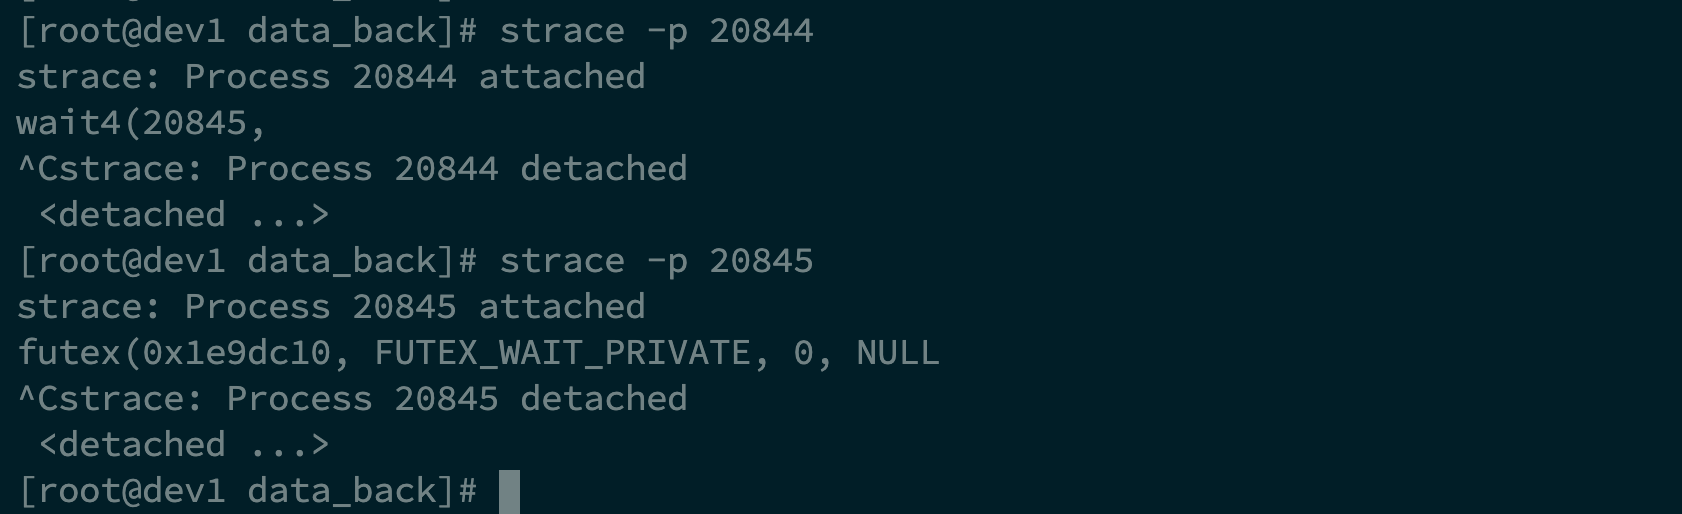 [root@dev1 data_back]# strace -p 20844
strace: Process 20844 attached
wait4(20845,
^Cstrace: Process 20844 detached
 <detached ...>
[root@dev1 data_back]# strace -p 20845
strace: Process 20845 attached
futex(0x1e9dc10, FUTEX_WAIT_PRIVATE, 0, NULL
^Cstrace: Process 20845 detached
 <detached ...>
[root@dev1 data_back]#